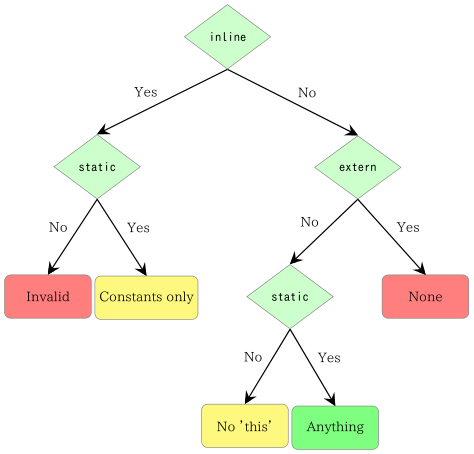 inline
Yes
No
static
extern
No
Yes
No
Yes
Invalid
Constants only
static
None
No
Yes
No 'this'
Anything